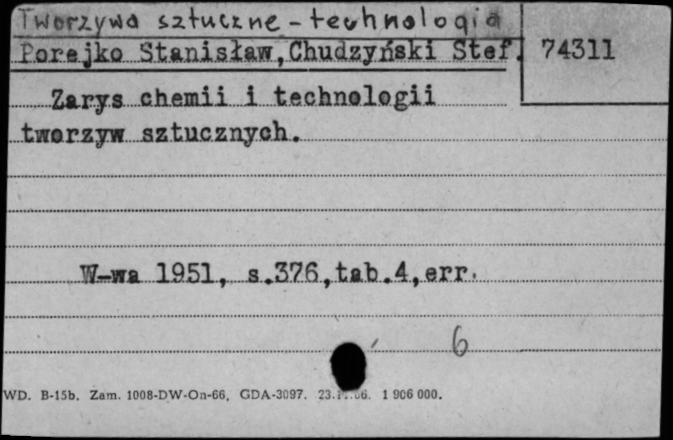 Tworzywa sztuczne - technologia
Porejko Stanisław, Chudzyński Stef. 74311
Zarys chemii i technologii
tworzyw sztucznych.
W-wa 1951, s.376, tab.4, err.
6
WD. B-15b. Zam. 1008-DW-On-66, GDA-3097. 1 906 000.